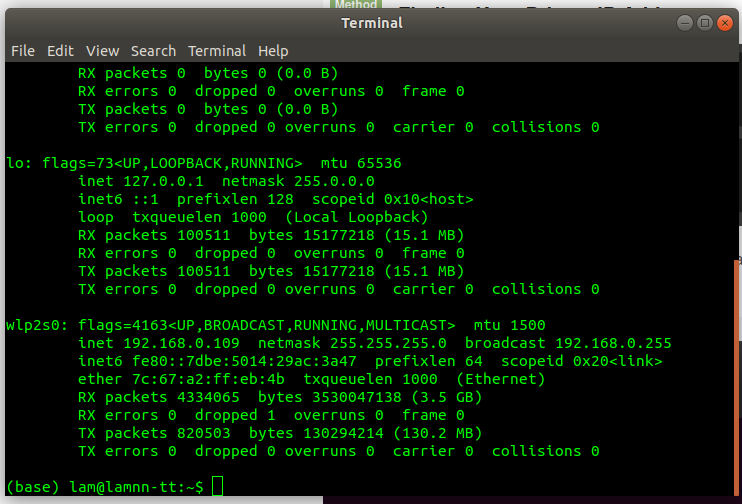 Method
Terminal
File Edit View Search Terminal Help
RX packets 0 bytes 0 (0.0 B)
RX errors 0 dropped 0 overruns 0 frame 0
TX packets 0 bytes 0 (0.0 B)
TX errors 0 dropped 0 overruns 0 carrier 0 collisions 0
lo: flags=73<UP,LOOPBACK,RUNNING> mtu 65536
inet 127.0.0.1 netmask 255.0.0.0
inet6 ::1 prefixlen 128 scopeid 0x10<host>
loop txqueuelen 1000 (Local Loopback)
RX packets 100511 bytes 15177218 (15.1 MB)
RX errors 0 dropped 0 overruns 0 frame 0
TX packets 100511 bytes 15177218 (15.1 MB)
TX errors 0 dropped 0 overruns 0 carrier 0 collisions 0
wlp2s0: flags=4163<UP,BROADCAST,RUNNING,MULTICAST> mtu 1500
inet 192.168.0.109 netmask 255.255.255.0 broadcast 192.168.0.255
inet6 fe80::7dbe:5014:29ac:3a47 prefixlen 64 scopeid 0x20<link>
ether 7c:67:a2:ff:eb:4b txqueuelen 1000 (Ethernet)
RX packets 4334065 bytes 3530047138 (3.5 GB)
RX errors 0 dropped 1 overruns 0 frame 0
TX packets 820503 bytes 130294214 (130.2 MB)
TX errors 0 dropped 0 overruns 0 carrier 0 collisions 0
(base) lam@lamnn-tt:~$